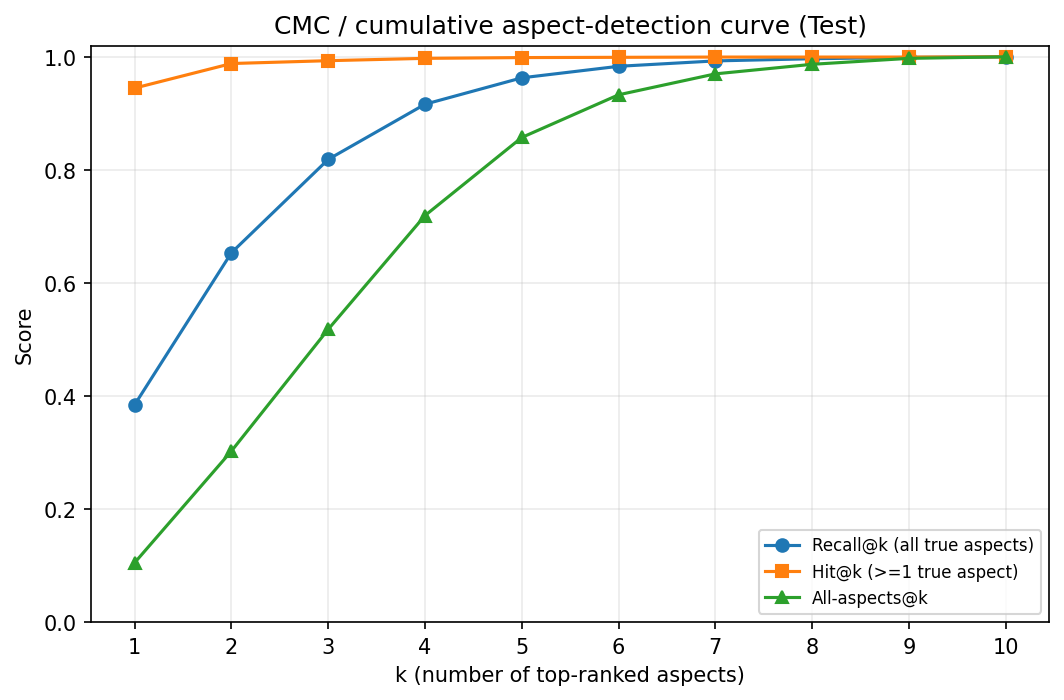 CMC / cumulative aspect-detection curve (Test)
1.0
0.8
0.6
0.4
0.2
0.0
Score
1 2 3 4 5 6 7 8 9 10
k (number of top-ranked aspects)
Recall@k (all true aspects)
Hit@k (>=1 true aspect)
All-aspects@k